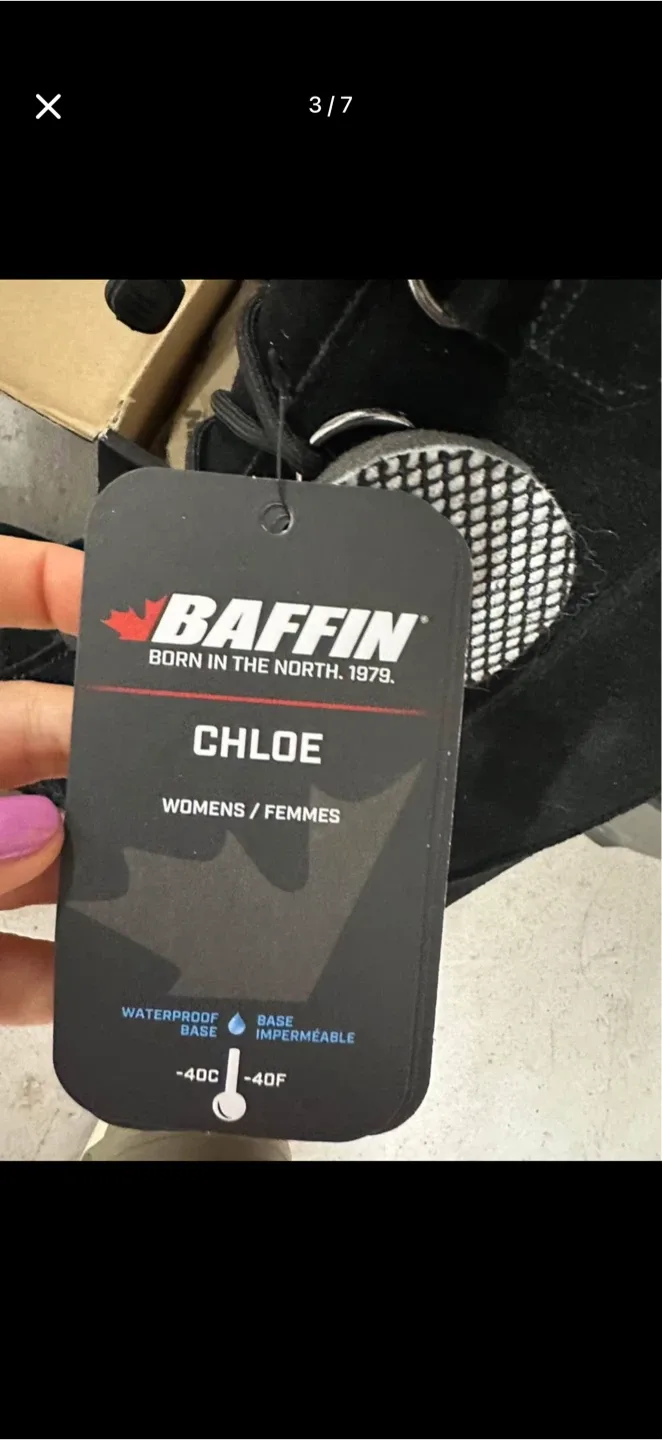 3 / 7
BAFFIN®
BORN IN THE NORTH. 1979.
CHLOE
WOMENS / FEMMES
WATERPROOF BASE
BASE IMPERMÉABLE
-40C -40F